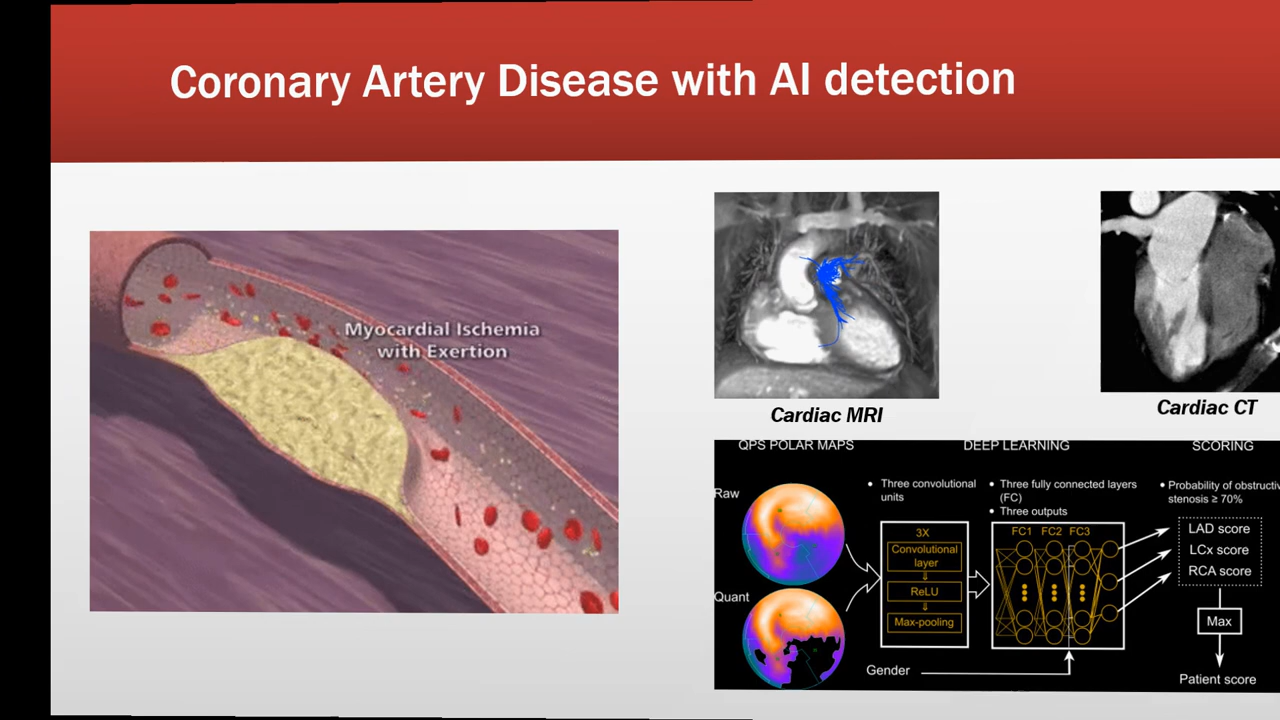 Coronary Artery Disease with AI detection
Myocardial Ischemia
with Exertion
Cardiac MRI
Cardiac CT
QPS POLAR MAPS
DEEP LEARNING
SCORING
Raw
• Three convolutional
units
• Three fully connected layers
(FC)
• Three outputs
• Probability of
stenosis ≥ 70%
3X
Convolutional
layer
ReLU
Max-pooling
FC1 FC2 FC3
LAD score
LCx score
RCA score
Quant
Max
Gender
Patient score